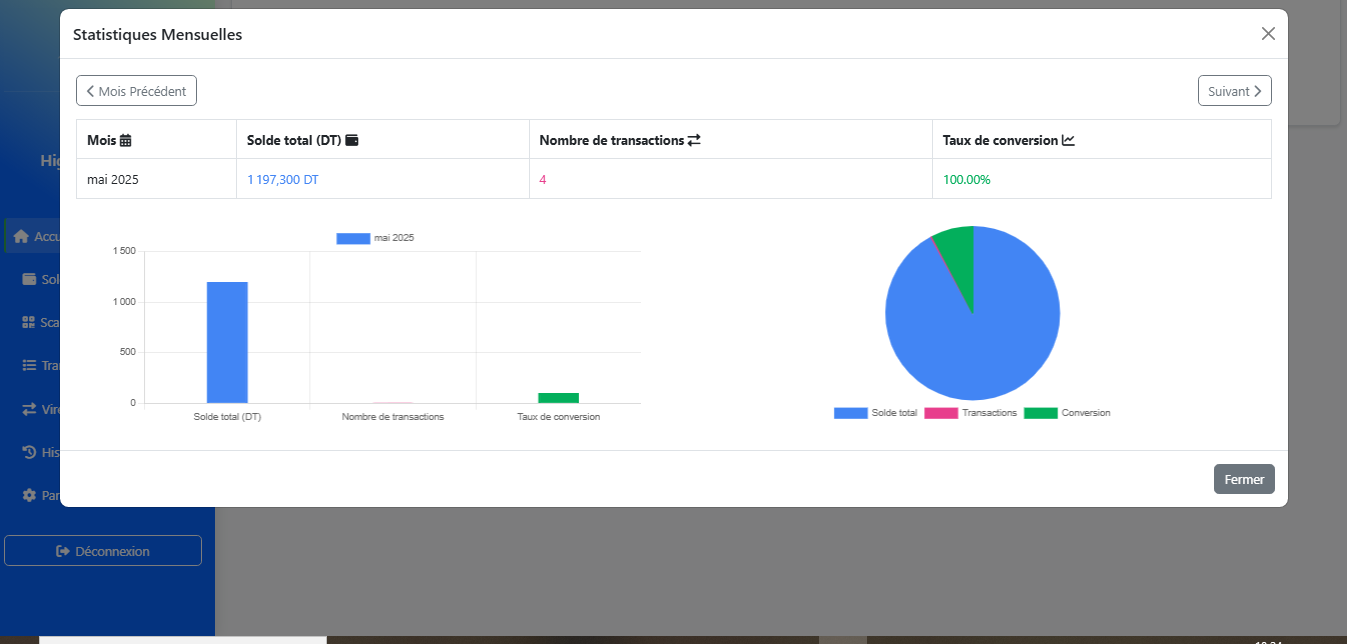 Statistiques Mensuelles
Mois Précédent
Suivant
Mois Solde total (DT) Nombre de transactions Taux de conversion
mai 2025 1 197,300 DT 4 100.00%
mai 2025
1 500
1 000
500
0
Solde total (DT) Nombre de transactions Taux de conversion
Solde total Transactions Conversion
Fermer
Hig
Accu
Sol
Sca
Tra
Vire
His
Par
Déconnexion